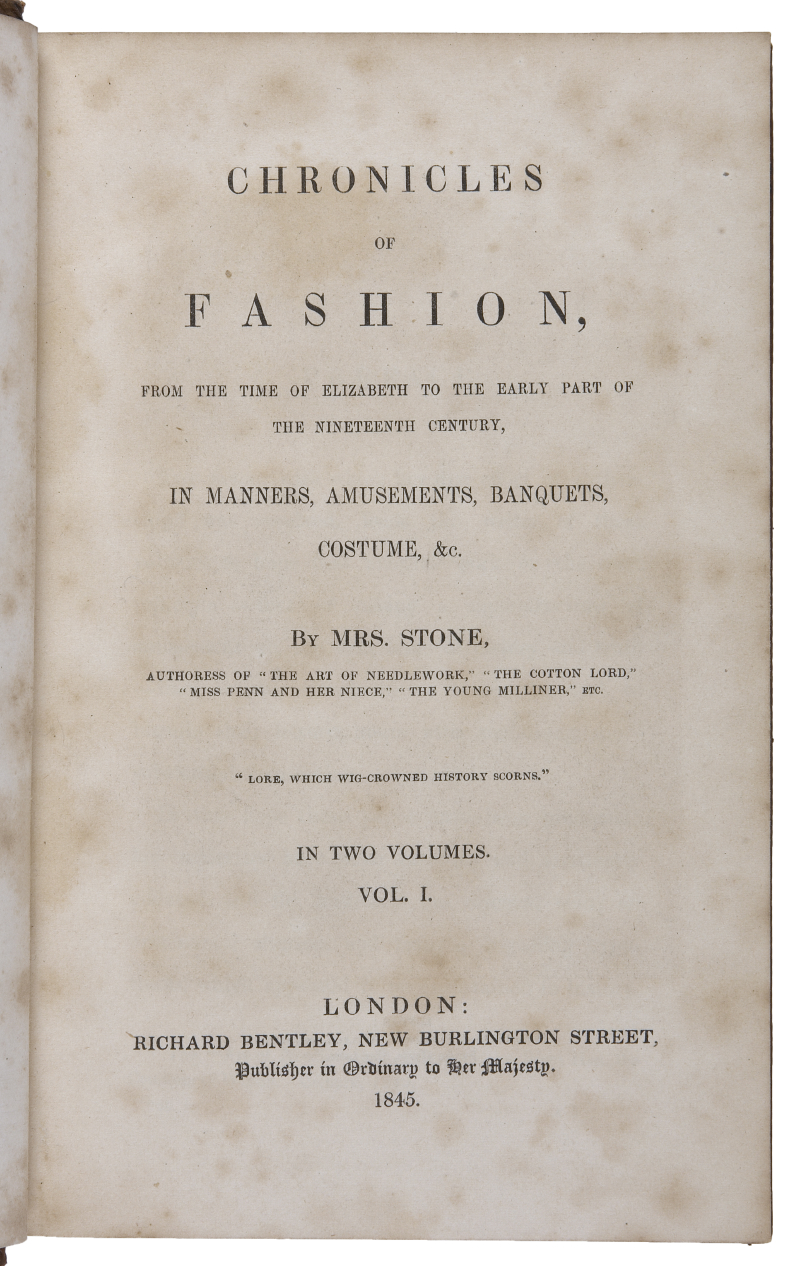 CHRONICLES
OF
FASHION,
FROM THE TIME OF ELIZABETH TO THE EARLY PART OF
THE NINETEENTH CENTURY,
IN MANNERS, AMUSEMENTS, BANQUETS,
COSTUME, &c.
By MRS. STONE,
AUTHORESS OF "THE ART OF NEEDLEWORK," "THE COTTON LORD,"
"MISS PENN AND HER NIECE," "THE YOUNG MILLINER," ETC.
"LORE, WHICH WIG-CROWNED HISTORY SCORNS."
IN TWO VOLUMES.
VOL. I.
LONDON:
RICHARD BENTLEY, NEW BURLINGTON STREET,
Publisher in Ordinary to Her Majesty.
1845.